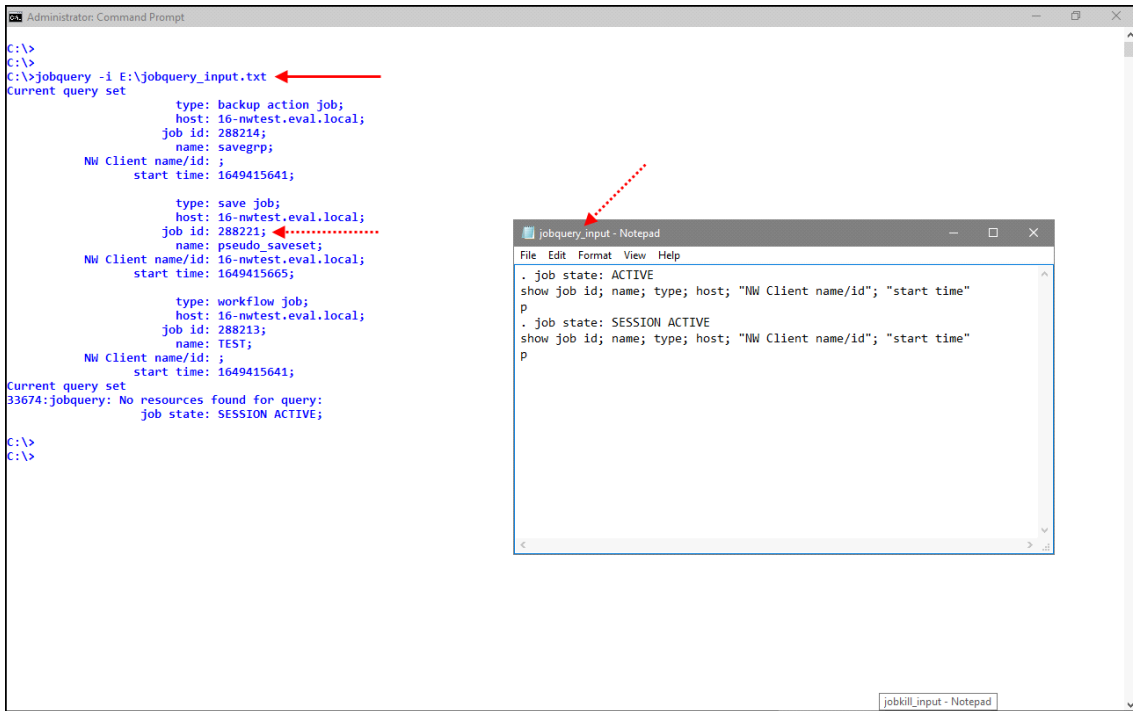 Administrator: Command Prompt
C:\>
C:\>
C:\>jobquery -i E:\jobquery_input.txt
Current query set
type: backup action job;
host: 16-nwtest.eval.local;
job id: 288214;
name: savegrp;
NW Client name/id: ;
start time: 1649415641;
type: save job;
host: 16-nwtest.eval.local;
job id: 288221;
name: pseudo_saveset;
NW Client name/id: 16-nwtest.eval.local;
start time: 1649415665;
type: workflow job;
host: 16-nwtest.eval.local;
job id: 288213;
name: TEST;
NW Client name/id: ;
start time: 1649415641;
Current query set
33674:jobquery: No resources found for query:
job state: SESSION ACTIVE;
C:\>
C:\>
jobquery_input - Notepad
File Edit Format View Help
. job state: ACTIVE
show job id; name; type; host; "NW Client name/id"; "start time"
p
. job state: SESSION ACTIVE
show job id; name; type; host; "NW Client name/id"; "start time"
p
jobkill_input - Notepad